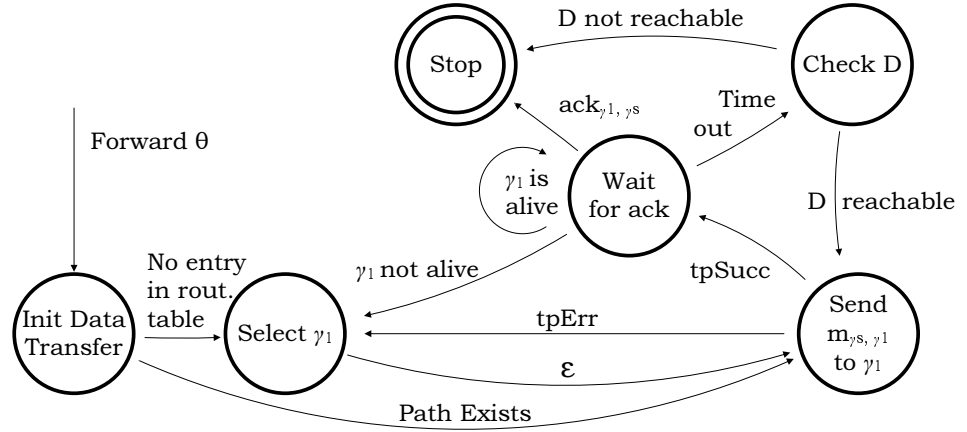 D not reachable
Stop
Check D
Time
out
ack γ1, γs
Forward θ
γ1 is
alive
Wait
for ack
D reachable
No entry
in rout.
table
γ1 not alive
tpSucc
Init Data
Transfer
Select γ1
tpErr
Send
m γs, γ1
to γ1
ε
Path Exists